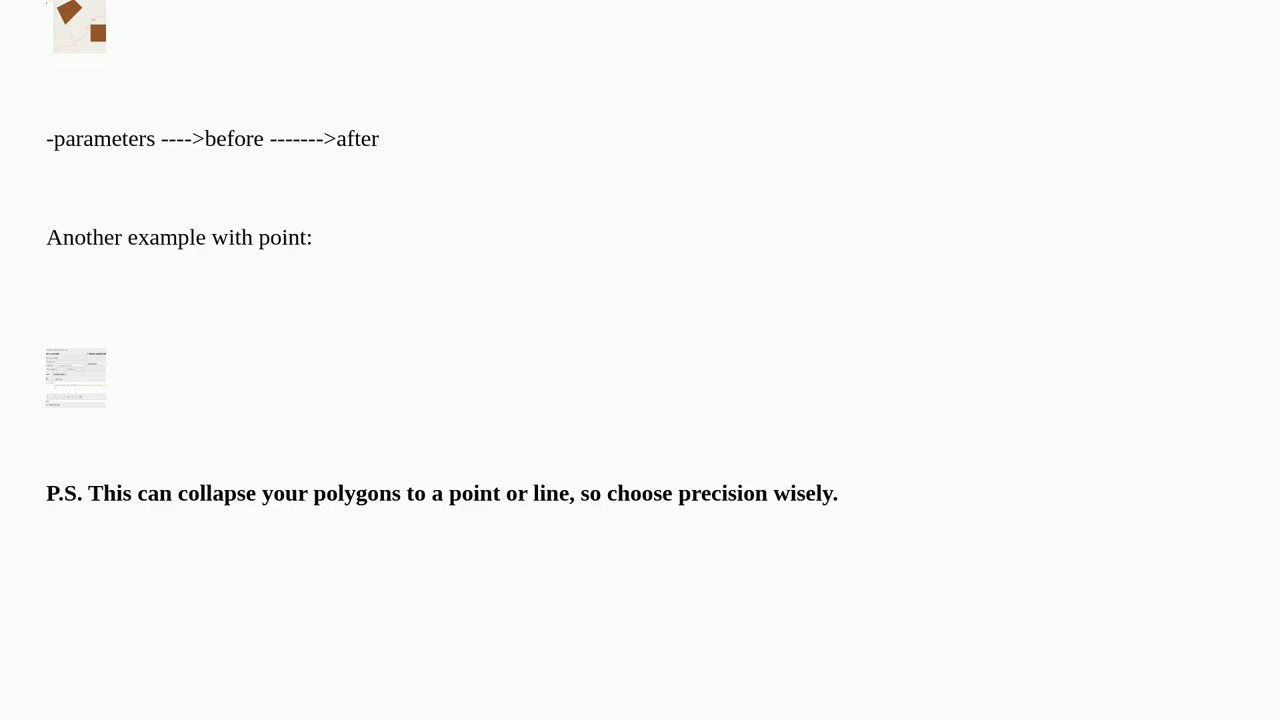 -parameters ---->before ------->after
Another example with point:
P.S. This can collapse your polygons to a point or line, so choose precision wisely.